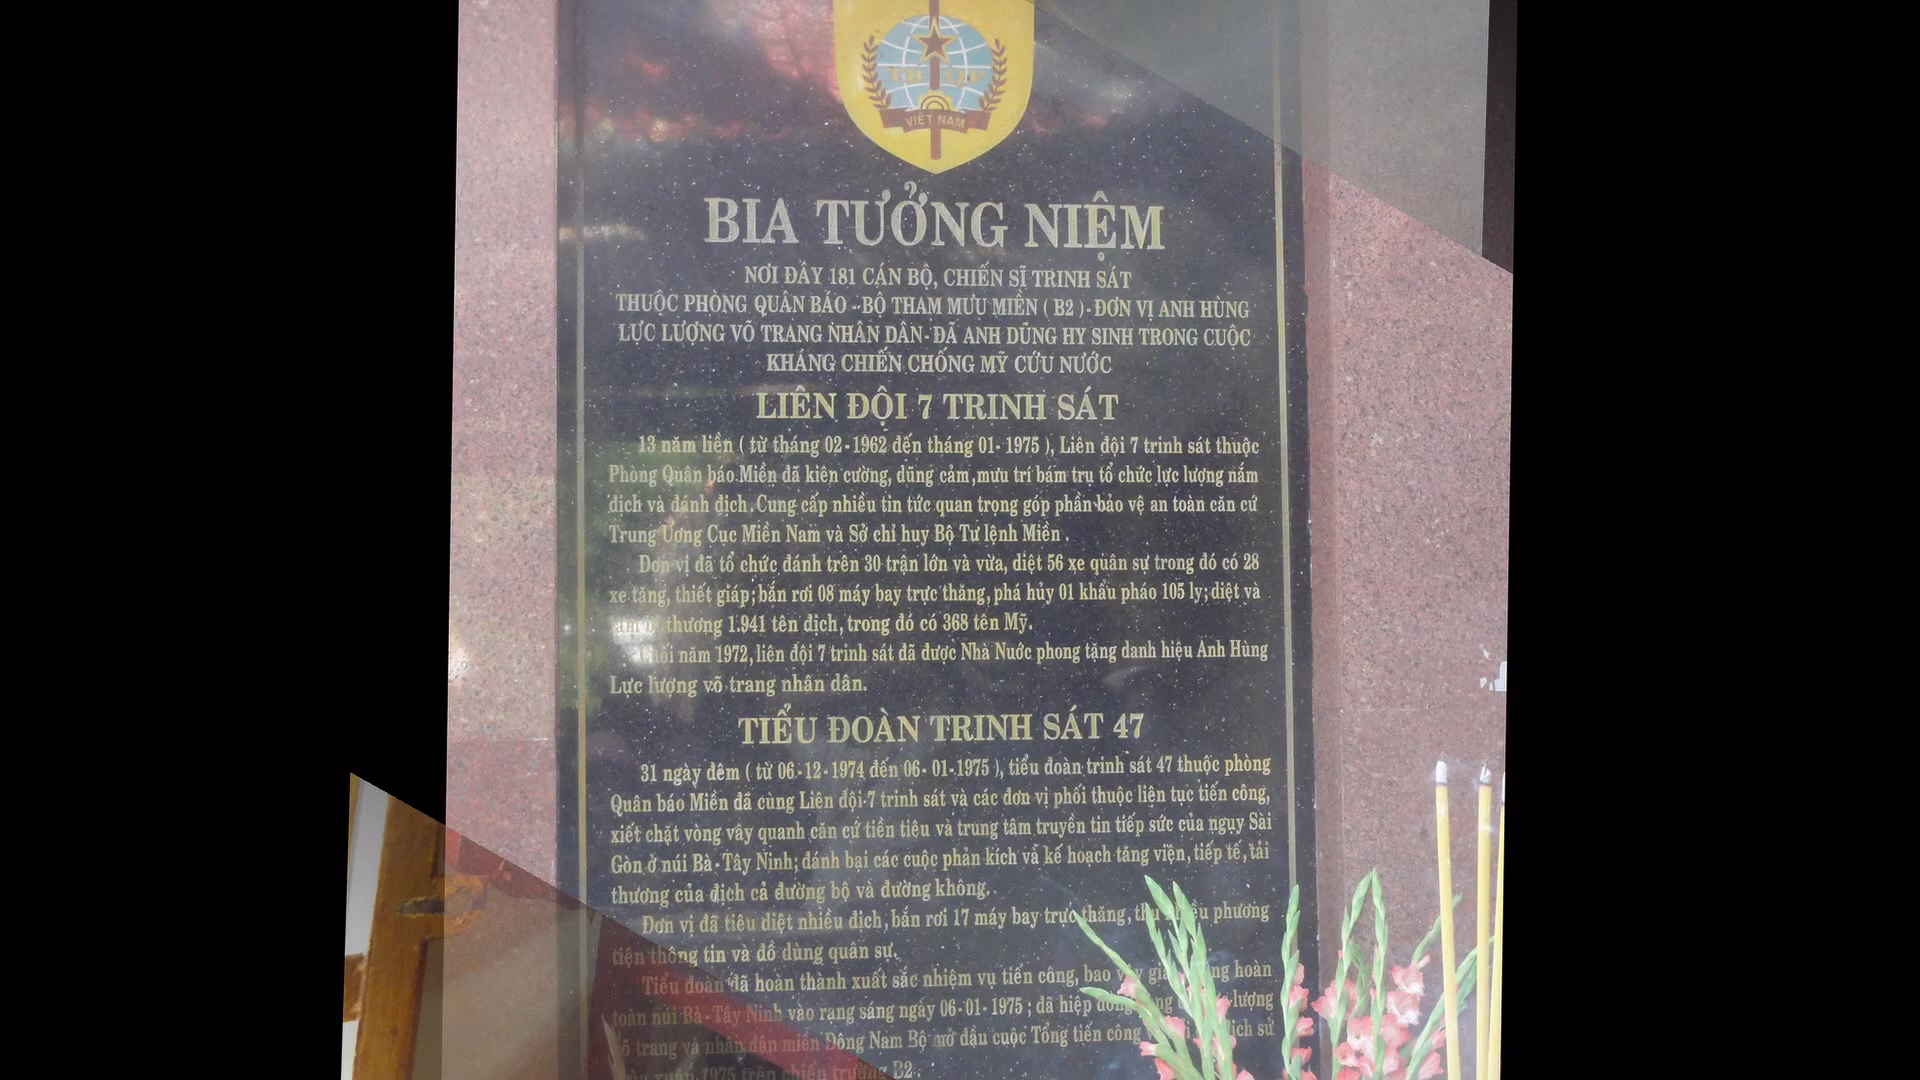 TB QP
VIỆT NAM
BIA TƯỞNG NIỆM
NƠI ĐÂY 181 CÁN BỘ, CHIẾN SĨ TRINH SÁT
THUỘC PHÒNG QUÂN BÁO - BỘ THAM MƯU MIỀN ( B2 ) - ĐƠN VỊ ANH HÙNG
LỰC LƯỢNG VÕ TRANG NHÂN DÂN - ĐÃ ANH DŨNG HY SINH TRONG CUỘC
KHÁNG CHIẾN CHỐNG MỸ CỨU NƯỚC
LIÊN ĐỘI 7 TRINH SÁT
13 năm liền ( từ tháng 02 - 1962 đến tháng 01 - 1975 ), Liên đội 7 trinh sát thuộc
Phòng Quân báo Miền đã kiên cường, dũng cảm, mưu trí bám trụ tổ chức lực lượng nắm
địch và đánh địch. Cung cấp nhiều tin tức quan trọng góp phần bảo vệ an toàn căn cứ
Trung Ương Cục Miền Nam và Sở chỉ huy Bộ Tư lệnh Miền .
Đơn vị đã tổ chức đánh trên 30 trận lớn và vừa, diệt 56 xe quân sự trong đó có 28
xe tăng, thiết giáp; bắn rơi 08 máy bay trực thăng, phá hủy 01 khẩu pháo 105 ly; diệt và
thương 1.941 tên địch, trong đó có 368 tên Mỹ.
năm 1972, liên đội 7 trinh sát đã được Nhà Nước phong tặng danh hiệu Anh Hùng
Lực lượng võ trang nhân dân.
TIỂU ĐOÀN TRINH SÁT 47
31 ngày đêm ( từ 06 - 12 - 1974 đến 06 - 01 - 1975 ), tiểu đoàn trinh sát 47 thuộc phòng
Quân báo Miền đã cùng Liên đội 7 trinh sát và các đơn vị phối thuộc liên tục tiến công,
xiết chặt vòng vây quanh căn cứ tiền tiêu và trung tâm truyền tin tiếp sức của ngụy Sài
Gòn ở núi Bà - Tây Ninh; đánh bại các cuộc phản kích và kế hoạch tăng viện, tiếp tế, tải
thương của địch cả đường bộ và đường không.
Đơn vị đã tiêu diệt nhiều địch, bắn rơi 17 máy bay trực thăng, phương
tiện thông tin và đồ dùng quân sự.
Tiểu đoàn đã hoàn thành xuất sắc nhiệm vụ tiến công, bao hoàn
toàn núi Bà - Tây Ninh vào rạng sáng ngày 06 - 01 - 1975 ; đã hiệp lượng
trang và nhân dân miền Đông Nam Bộ mở đầu cuộc Tổng tiến công lịch sử
xuân 1975 trên chiến trường B2 .